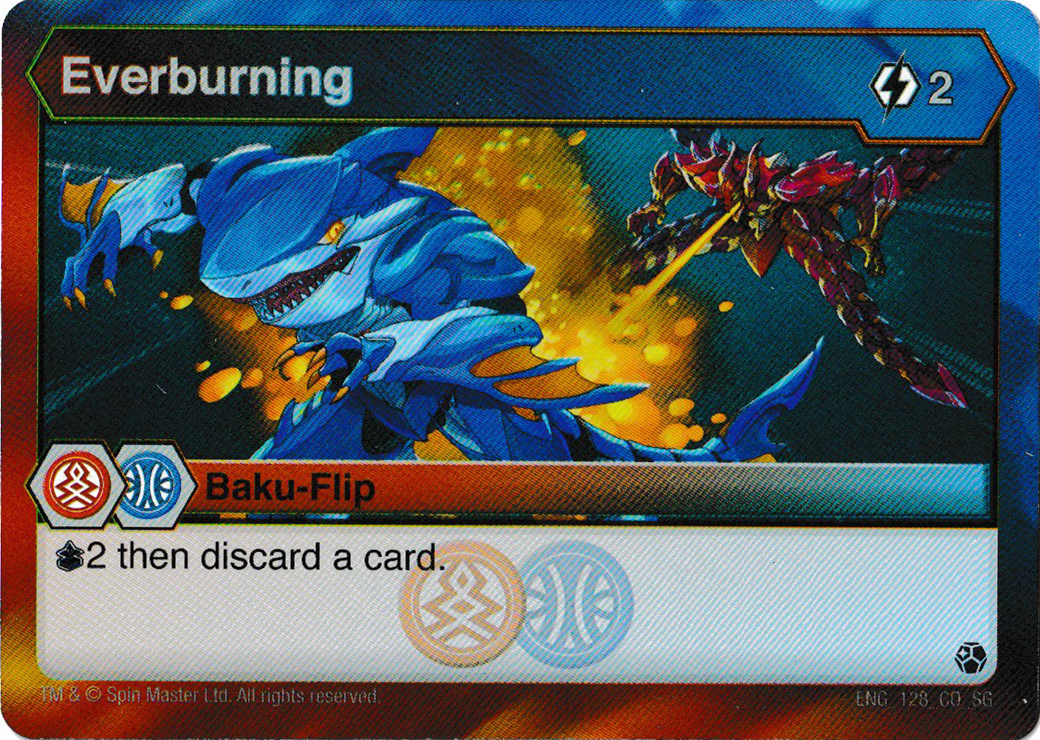 Everburning
2
Baku-Flip
2 then discard a card.
TM & © Spin Master Ltd. All rights reserved.
ENG_128_CO_SG